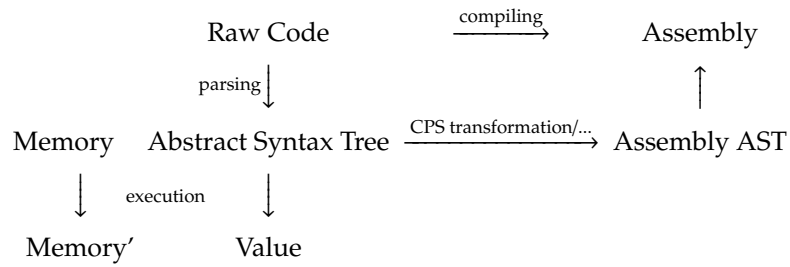 compiling
Raw Code Assembly
parsing
CPS transformation/...
Memory Abstract Syntax Tree Assembly AST
execution
Memory′ Value